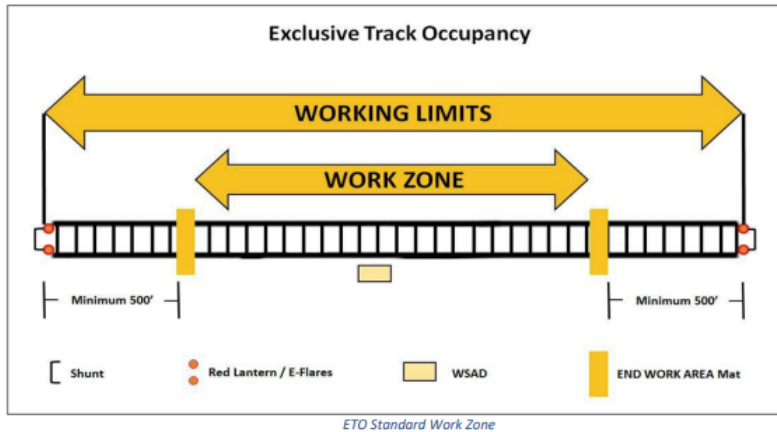 Exclusive Track Occupancy
WORKING LIMITS
WORK ZONE
Minimum 500'
Minimum 500'
Shunt
Red Lantern / E-Flares
WSAD
END WORK AREA Mat
ETO Standard Work Zone